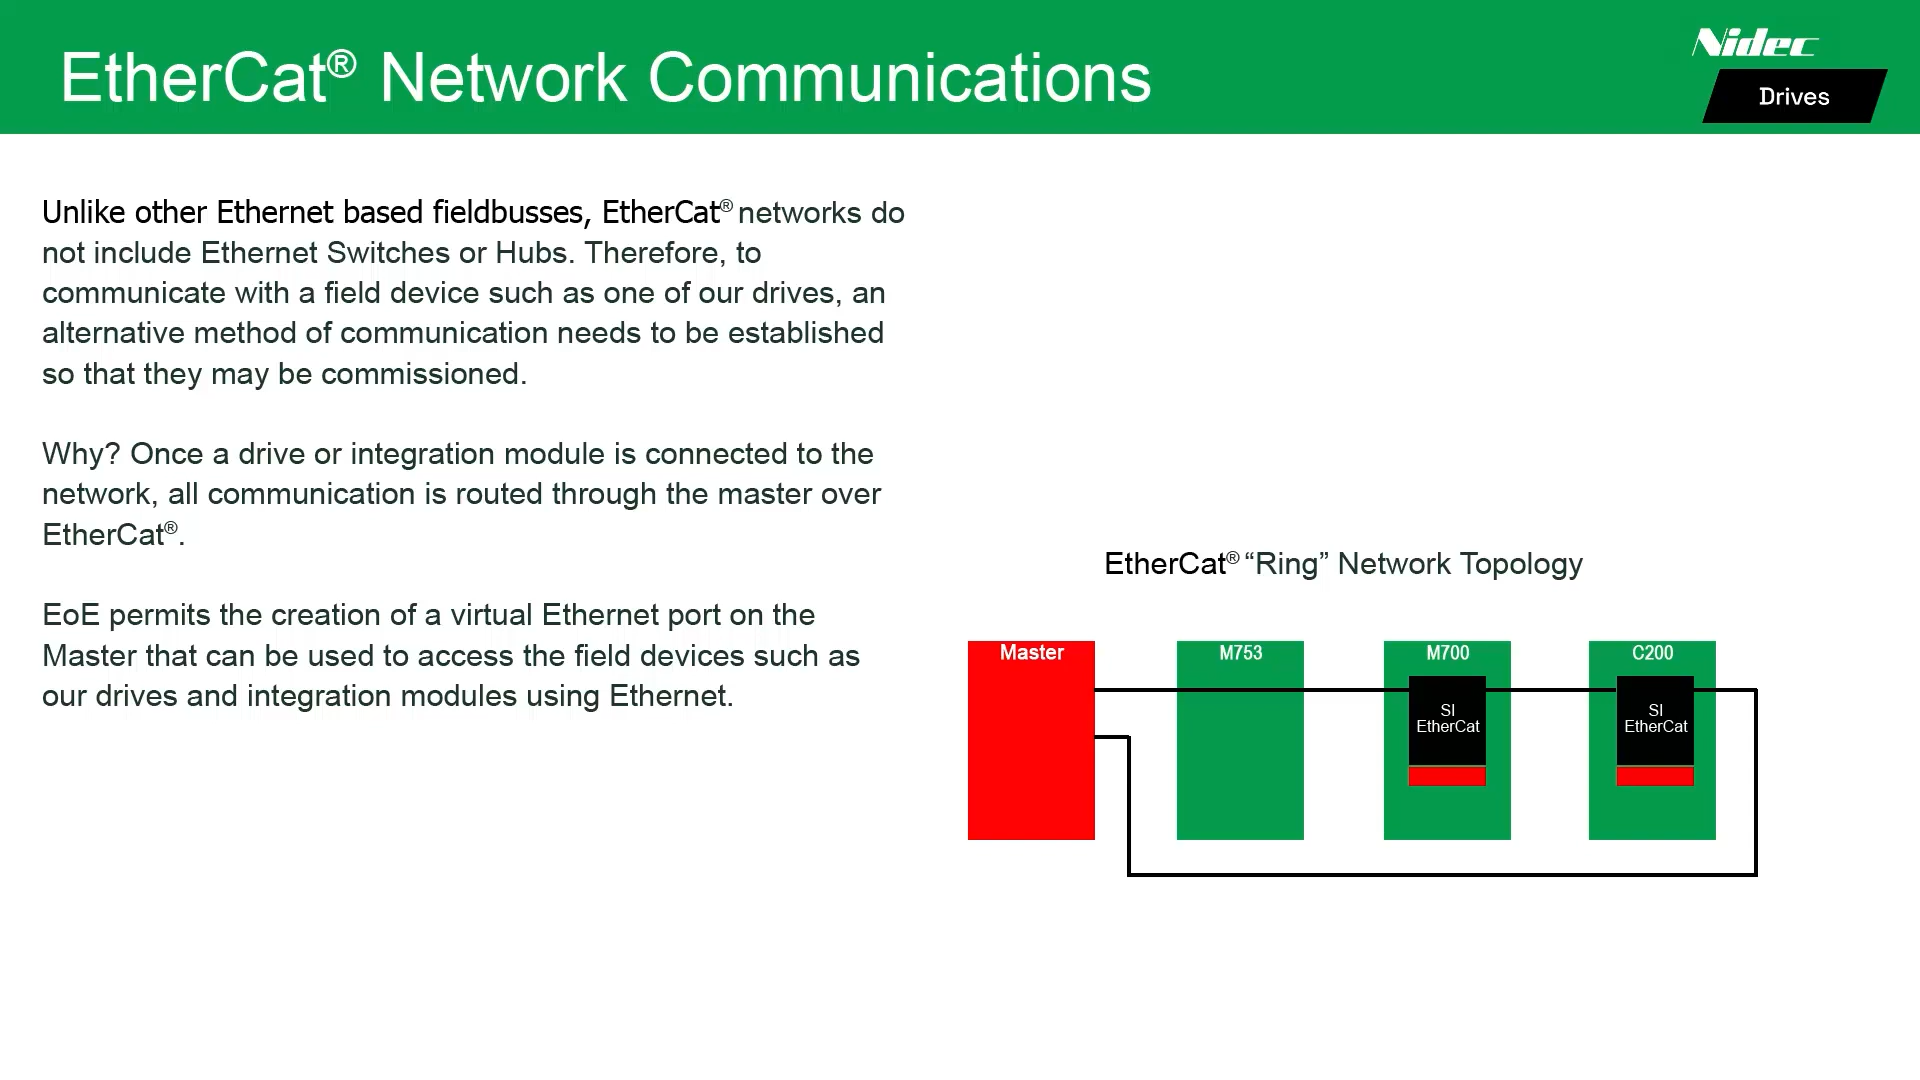 EtherCat® Network Communications
Nidec
Drives
Unlike other Ethernet based fieldbusses, EtherCat® networks do
not include Ethernet Switches or Hubs. Therefore, to
communicate with a field device such as one of our drives, an
alternative method of communication needs to be established
so that they may be commissioned.
Why? Once a drive or integration module is connected to the
network, all communication is routed through the master over
EtherCat®.
EoE permits the creation of a virtual Ethernet port on the
Master that can be used to access the field devices such as
our drives and integration modules using Ethernet.
EtherCat® “Ring” Network Topology
Master
M753
M700
C200
SI
EtherCat
SI
EtherCat